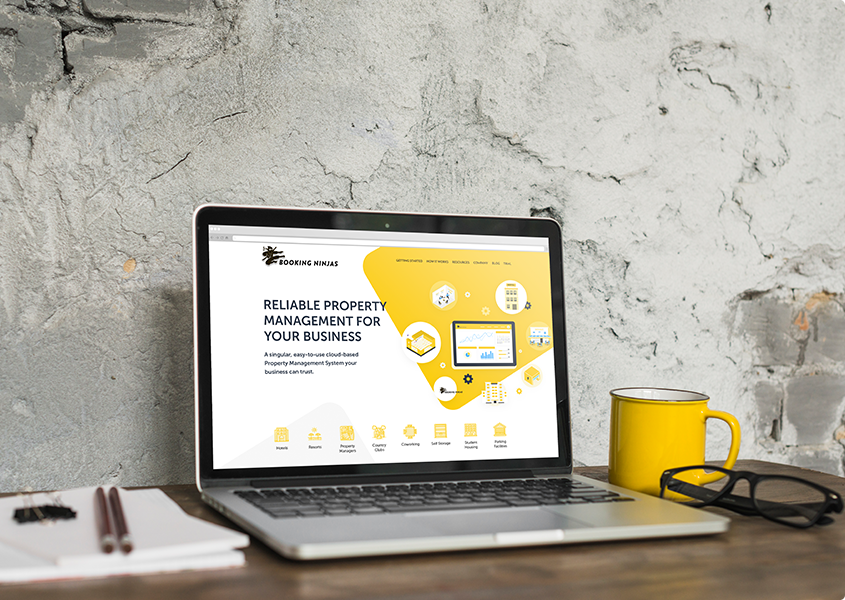 BOOKING NINJAS
GETTING STARTED HOW IT WORKS RESOURCES COMPANY BLOG TRIAL
RELIABLE PROPERTY
MANAGEMENT FOR
YOUR BUSINESS
A singular, easy-to-use cloud-based
Property Management System your
business can trust.
Hotels Resorts Property Managers Country Clubs Coworking Self Storage Student Housing Parking Facilities